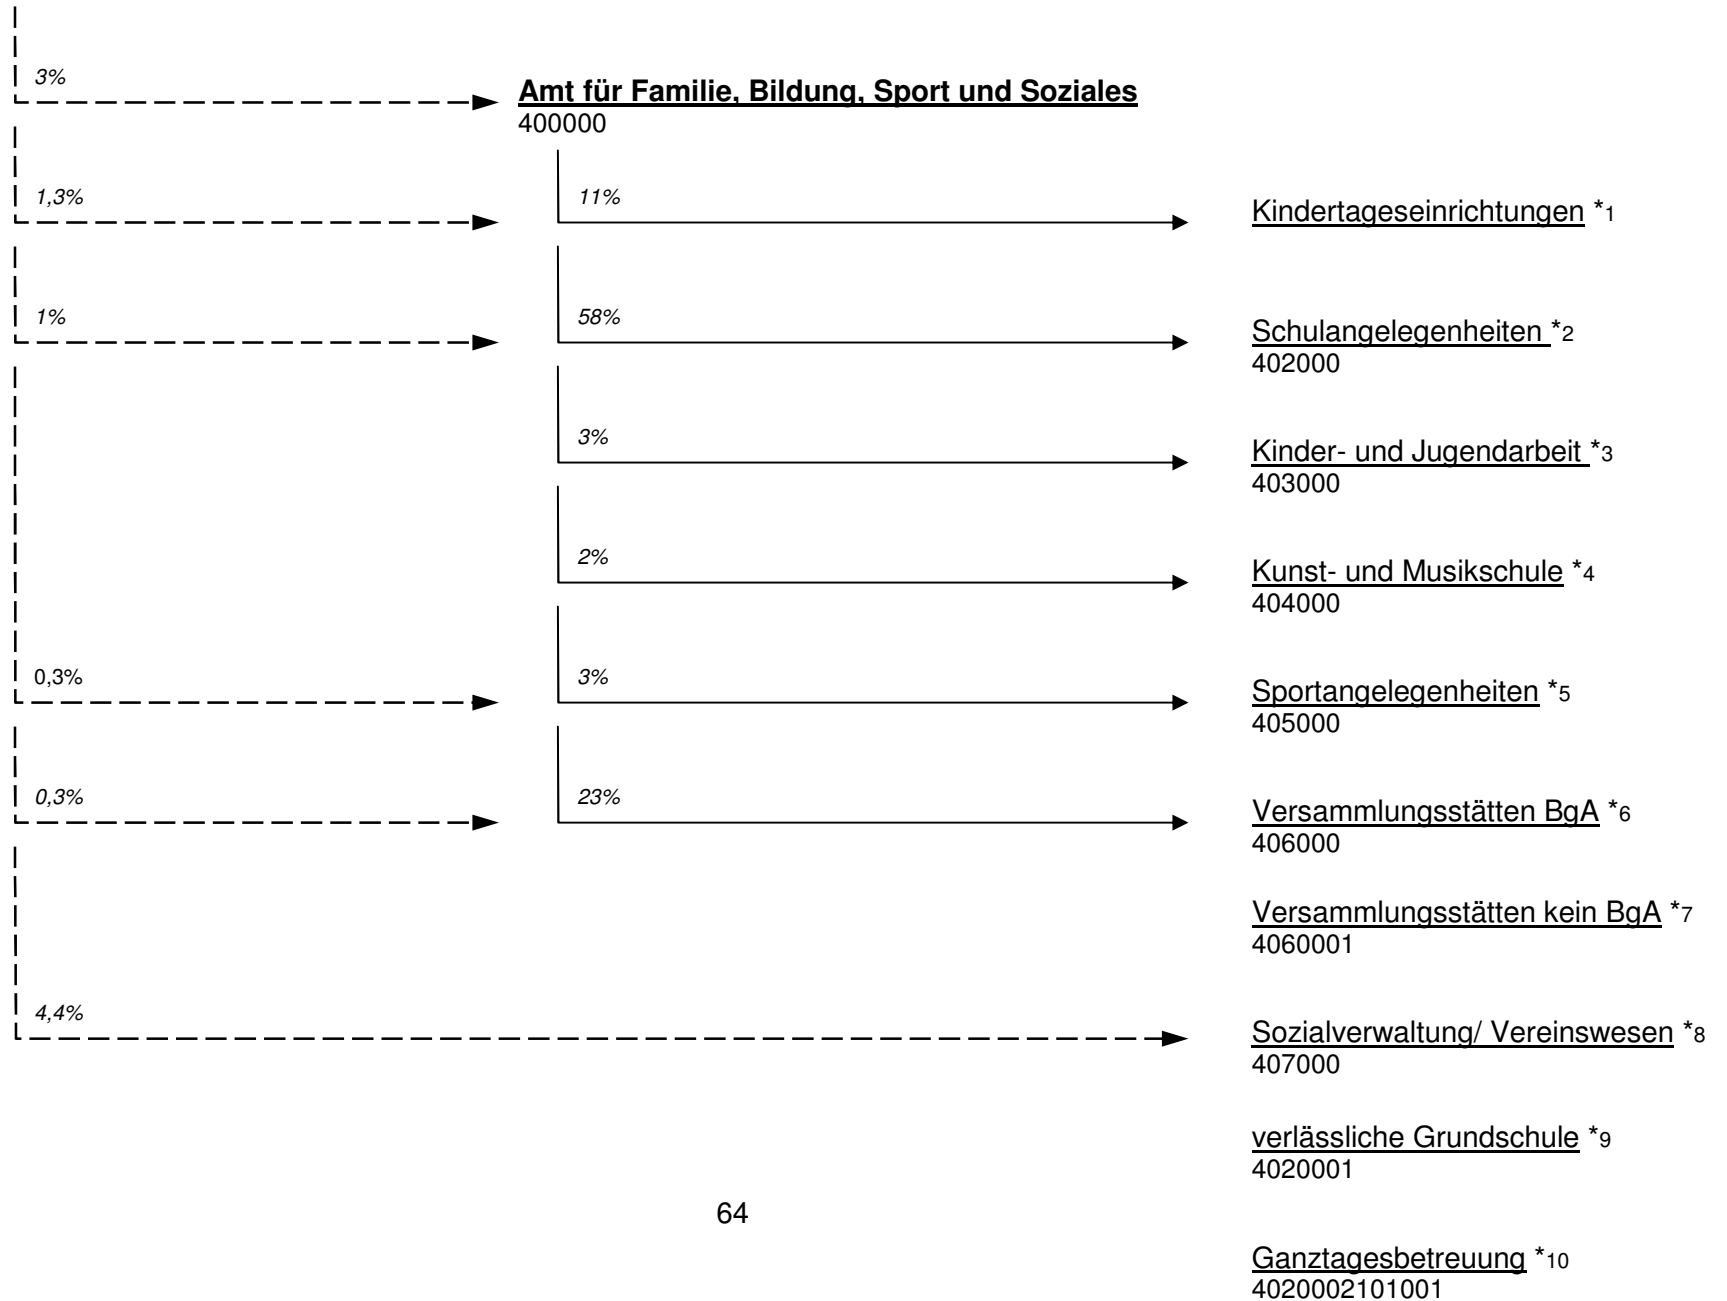 3%
Amt für Familie, Bildung, Sport und Soziales
400000
1,3%
11%
Kindertageseinrichtungen *1
1%
58%
Schulangelegenheiten *2
402000
3%
Kinder- und Jugendarbeit *3
403000
2%
Kunst- und Musikschule *4
404000
0,3%
3%
Sportangelegenheiten *5
405000
0,3%
23%
Versammlungsstätten BgA *6
406000
Versammlungsstätten kein BgA *7
4060001
4,4%
Sozialverwaltung/ Vereinswesen *8
407000
verlässliche Grundschule *9
4020001
64
Ganztagesbetreuung *10
4020002101001